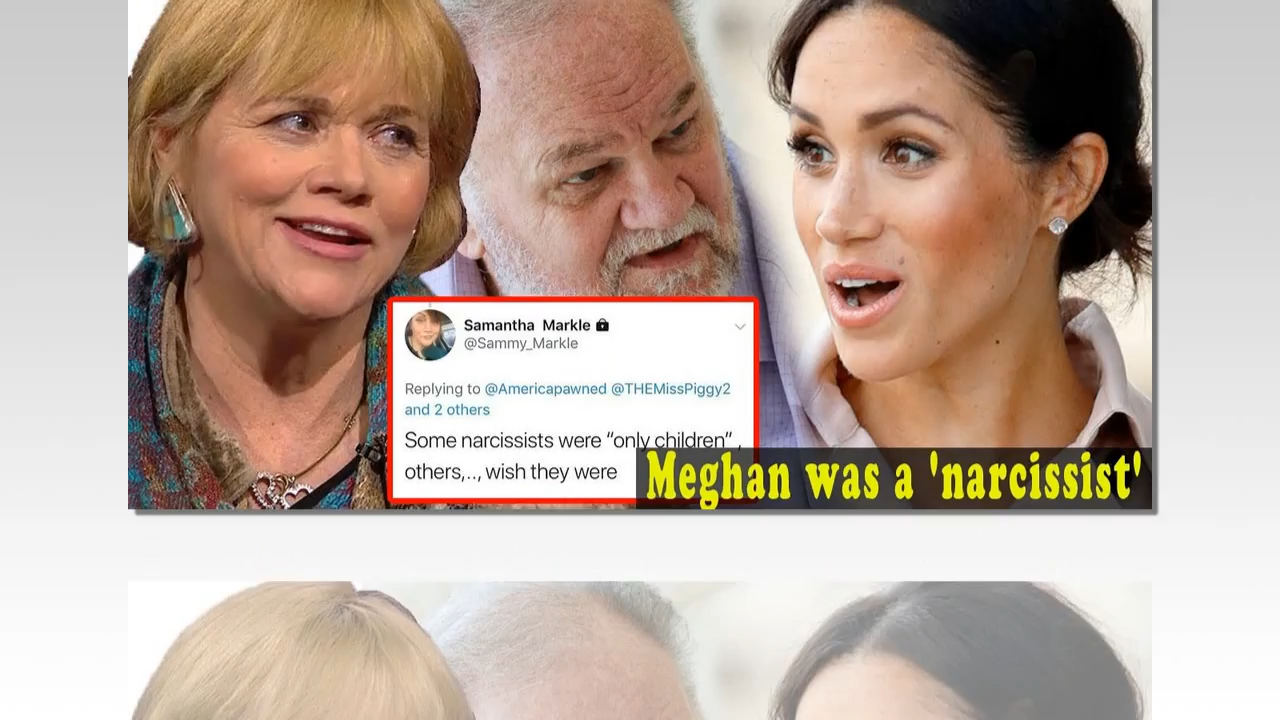 Samantha Markle
@Sammy_Markle
Replying to @Americapawned @THEMissPiggy2
and 2 others
Some narcissists were “only children” ,
others,.., wish they were
Meghan was a 'narcissist'